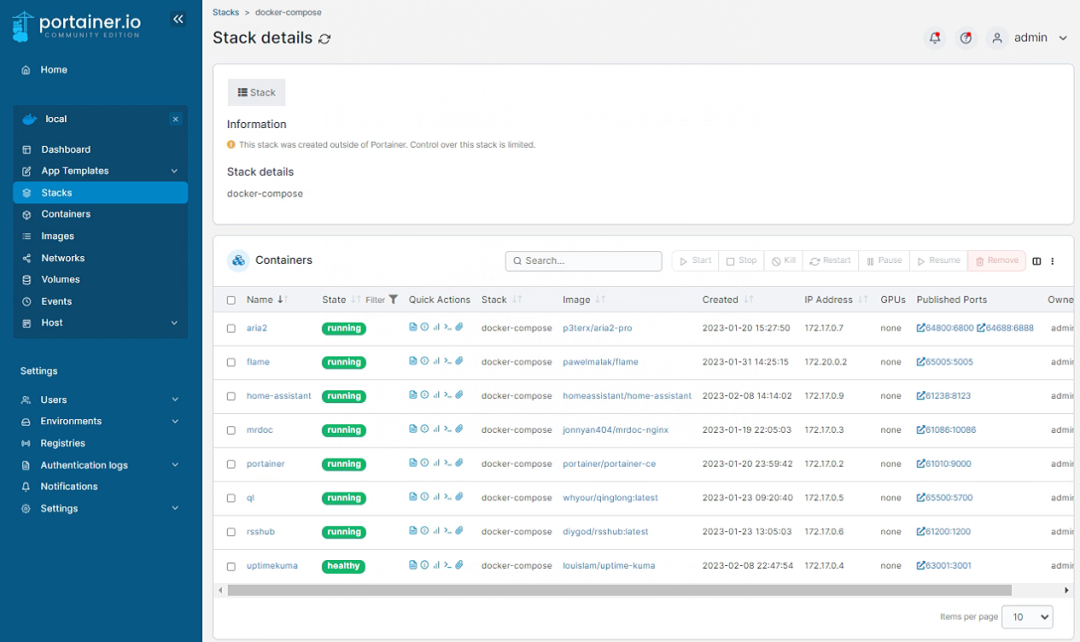 portainer.io
COMMUNITY EDITION
Home
local
Dashboard
App Templates
Stacks
Containers
Images
Networks
Volumes
Events
Host
Settings
Users
Environments
Registries
Authentication logs
Notifications
Settings
Stacks > docker-compose
Stack details
admin
Stack
Information
This stack was created outside of Portainer. Control over this stack is limited.
Stack details
docker-compose
Containers Search... Start Stop Kill Restart Pause Resume Remove
Name State Filter Quick Actions Stack Image Created IP Address GPUs Published Ports Owne
aria2 running docker-compose p3terx/aria2-pro 2023-01-20 15:27:50 172.17.0.7 none 64800:6800 64688:6888 admin
flame running docker-compose pawelmalak/flame 2023-01-31 14:25:15 172.20.0.2 none 65005:5005 admin
home-assistant running docker-compose homeassistant/home-assistant 2023-02-08 14:14:02 172.17.0.9 none 61238:8123 admin
mrdoc running docker-compose jonnyan404/mrdoc-nginx 2023-01-19 22:05:03 172.17.0.3 none 61086:10086 admin
portainer running docker-compose portainer/portainer-ce 2023-01-20 23:59:42 172.17.0.2 none 61010:9000 admin
ql running docker-compose whyour/qinglong:latest 2023-01-23 09:20:40 172.17.0.5 none 65500:5700 admin
rsshub running docker-compose diygod/rsshub:latest 2023-01-23 13:05:03 172.17.0.6 none 61200:1200 admin
uptimekuma healthy docker-compose louislam/uptime-kuma 2023-02-08 22:47:54 172.17.0.4 none 63001:3001 admin
Items per page 10